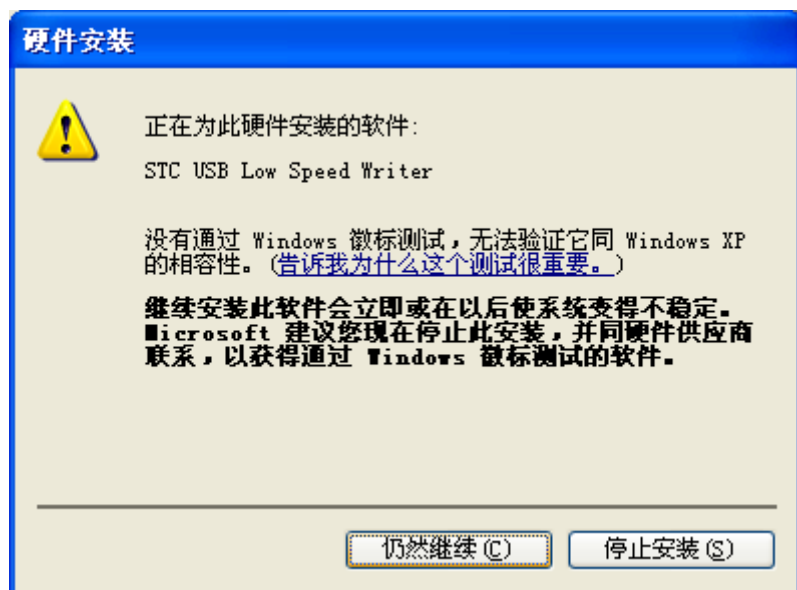 硬件安装
正在为此硬件安装的软件:
STC USB Low Speed Writer
没有通过 Windows 徽标测试，无法验证它同 Windows XP
的相容性。(告诉我为什么这个测试很重要。)
继续安装此软件会立即或在以后使系统变得不稳定。
Microsoft 建议您现在停止此安装，并同硬件供应商
联系，以获得通过 Windows 徽标测试的软件。
仍然继续(C)
停止安装(S)